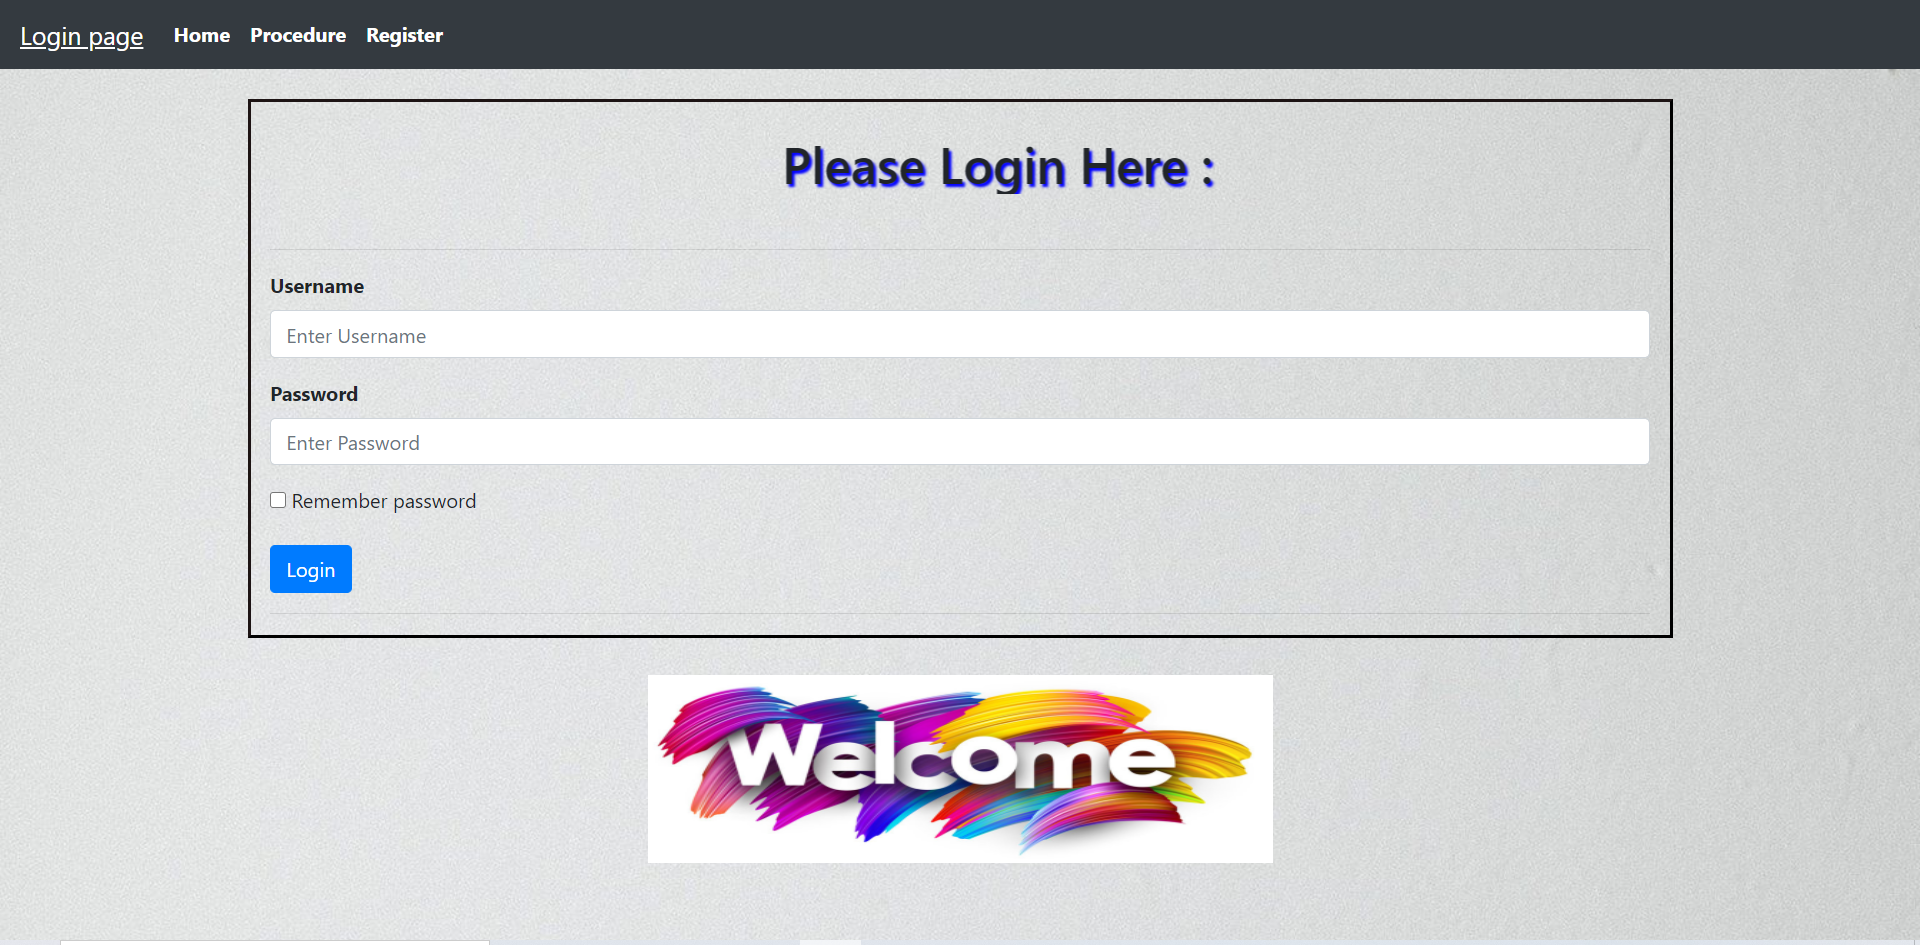 Login page Home Procedure Register
Please Login Here :
Username
Enter Username
Password
Enter Password
Remember password
Login
Welcome